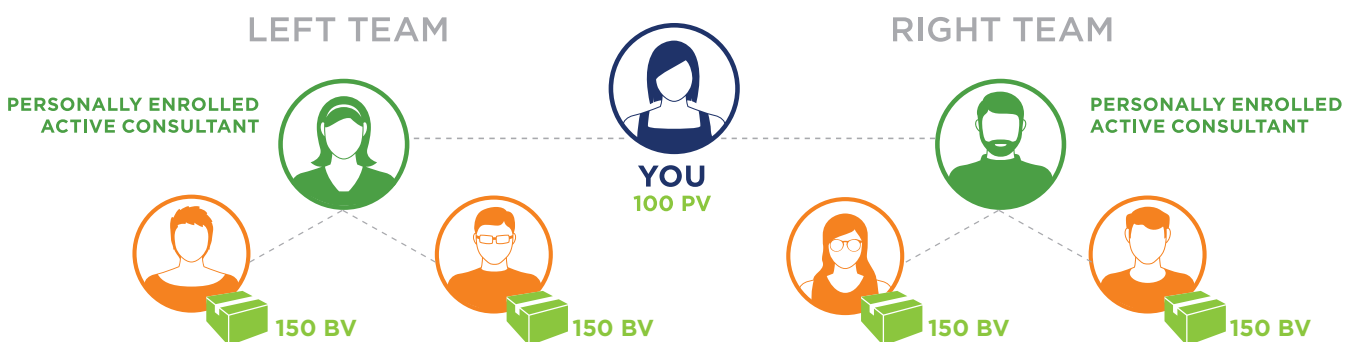 LEFT TEAM
RIGHT TEAM
PERSONALLY ENROLLED
ACTIVE CONSULTANT
PERSONALLY ENROLLED
ACTIVE CONSULTANT
YOU
100 PV
150 BV
150 BV
150 BV
150 BV